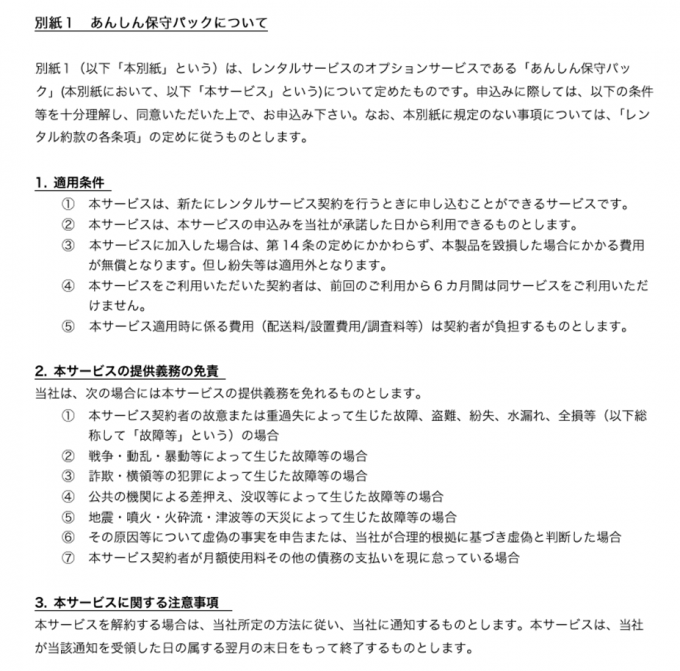 別紙１　あんしん保守パックについて
別紙１（以下「本別紙」という）は、レンタルサービスのオプションサービスである「あんしん保守パッ
ク」(本別紙において、以下「本サービス」という)について定めたものです。申込みに際しては、以下の条件
等を十分理解し、同意いただいた上で、お申込み下さい。なお、本別紙に規定のない事項については、「レン
タル約款の各条項」の定めに従うものとします。
1. 適用条件
① 本サービスは、新たにレンタルサービス契約を行うときに申し込むことができるサービスです。
② 本サービスは、本サービスの申込みを当社が承諾した日から利用できるものとします。
③ 本サービスに加入した場合は、第 14 条の定めにかかわらず、本製品を毀損した場合にかかる費用
が無償となります。但し紛失等は適用外となります。
④ 本サービスをご利用いただいた契約者は、前回のご利用から 6 カ月間は同サービスをご利用いただ
けません。
⑤ 本サービス適用時に係る費用（配送料/設置費用/調査料等）は契約者が負担するものとします。
2. 本サービスの提供義務の免責
当社は、次の場合には本サービスの提供義務を免れるものとします。
① 本サービス契約者の故意または重過失によって生じた故障、盗難、紛失、水漏れ、全損等（以下総
称して「故障等」という）の場合
② 戦争・動乱・暴動等によって生じた故障等の場合
③ 詐欺・横領等の犯罪によって生じた故障等の場合
④ 公共の機関による差押え、没収等によって生じた故障等の場合
⑤ 地震・噴火・火砕流・津波等の天災によって生じた故障等の場合
⑥ その原因等について虚偽の事実を申告または、当社が合理的根拠に基づき虚偽と判断した場合
⑦ 本サービス契約者が月額使用料その他の債務の支払いを現に怠っている場合
3. 本サービスに関する注意事項
本サービスを解約する場合は、当社所定の方法に従い、当社に通知するものとします。本サービスは、当社
が当該通知を受領した日の属する翌月の末日をもって終了するものとします。